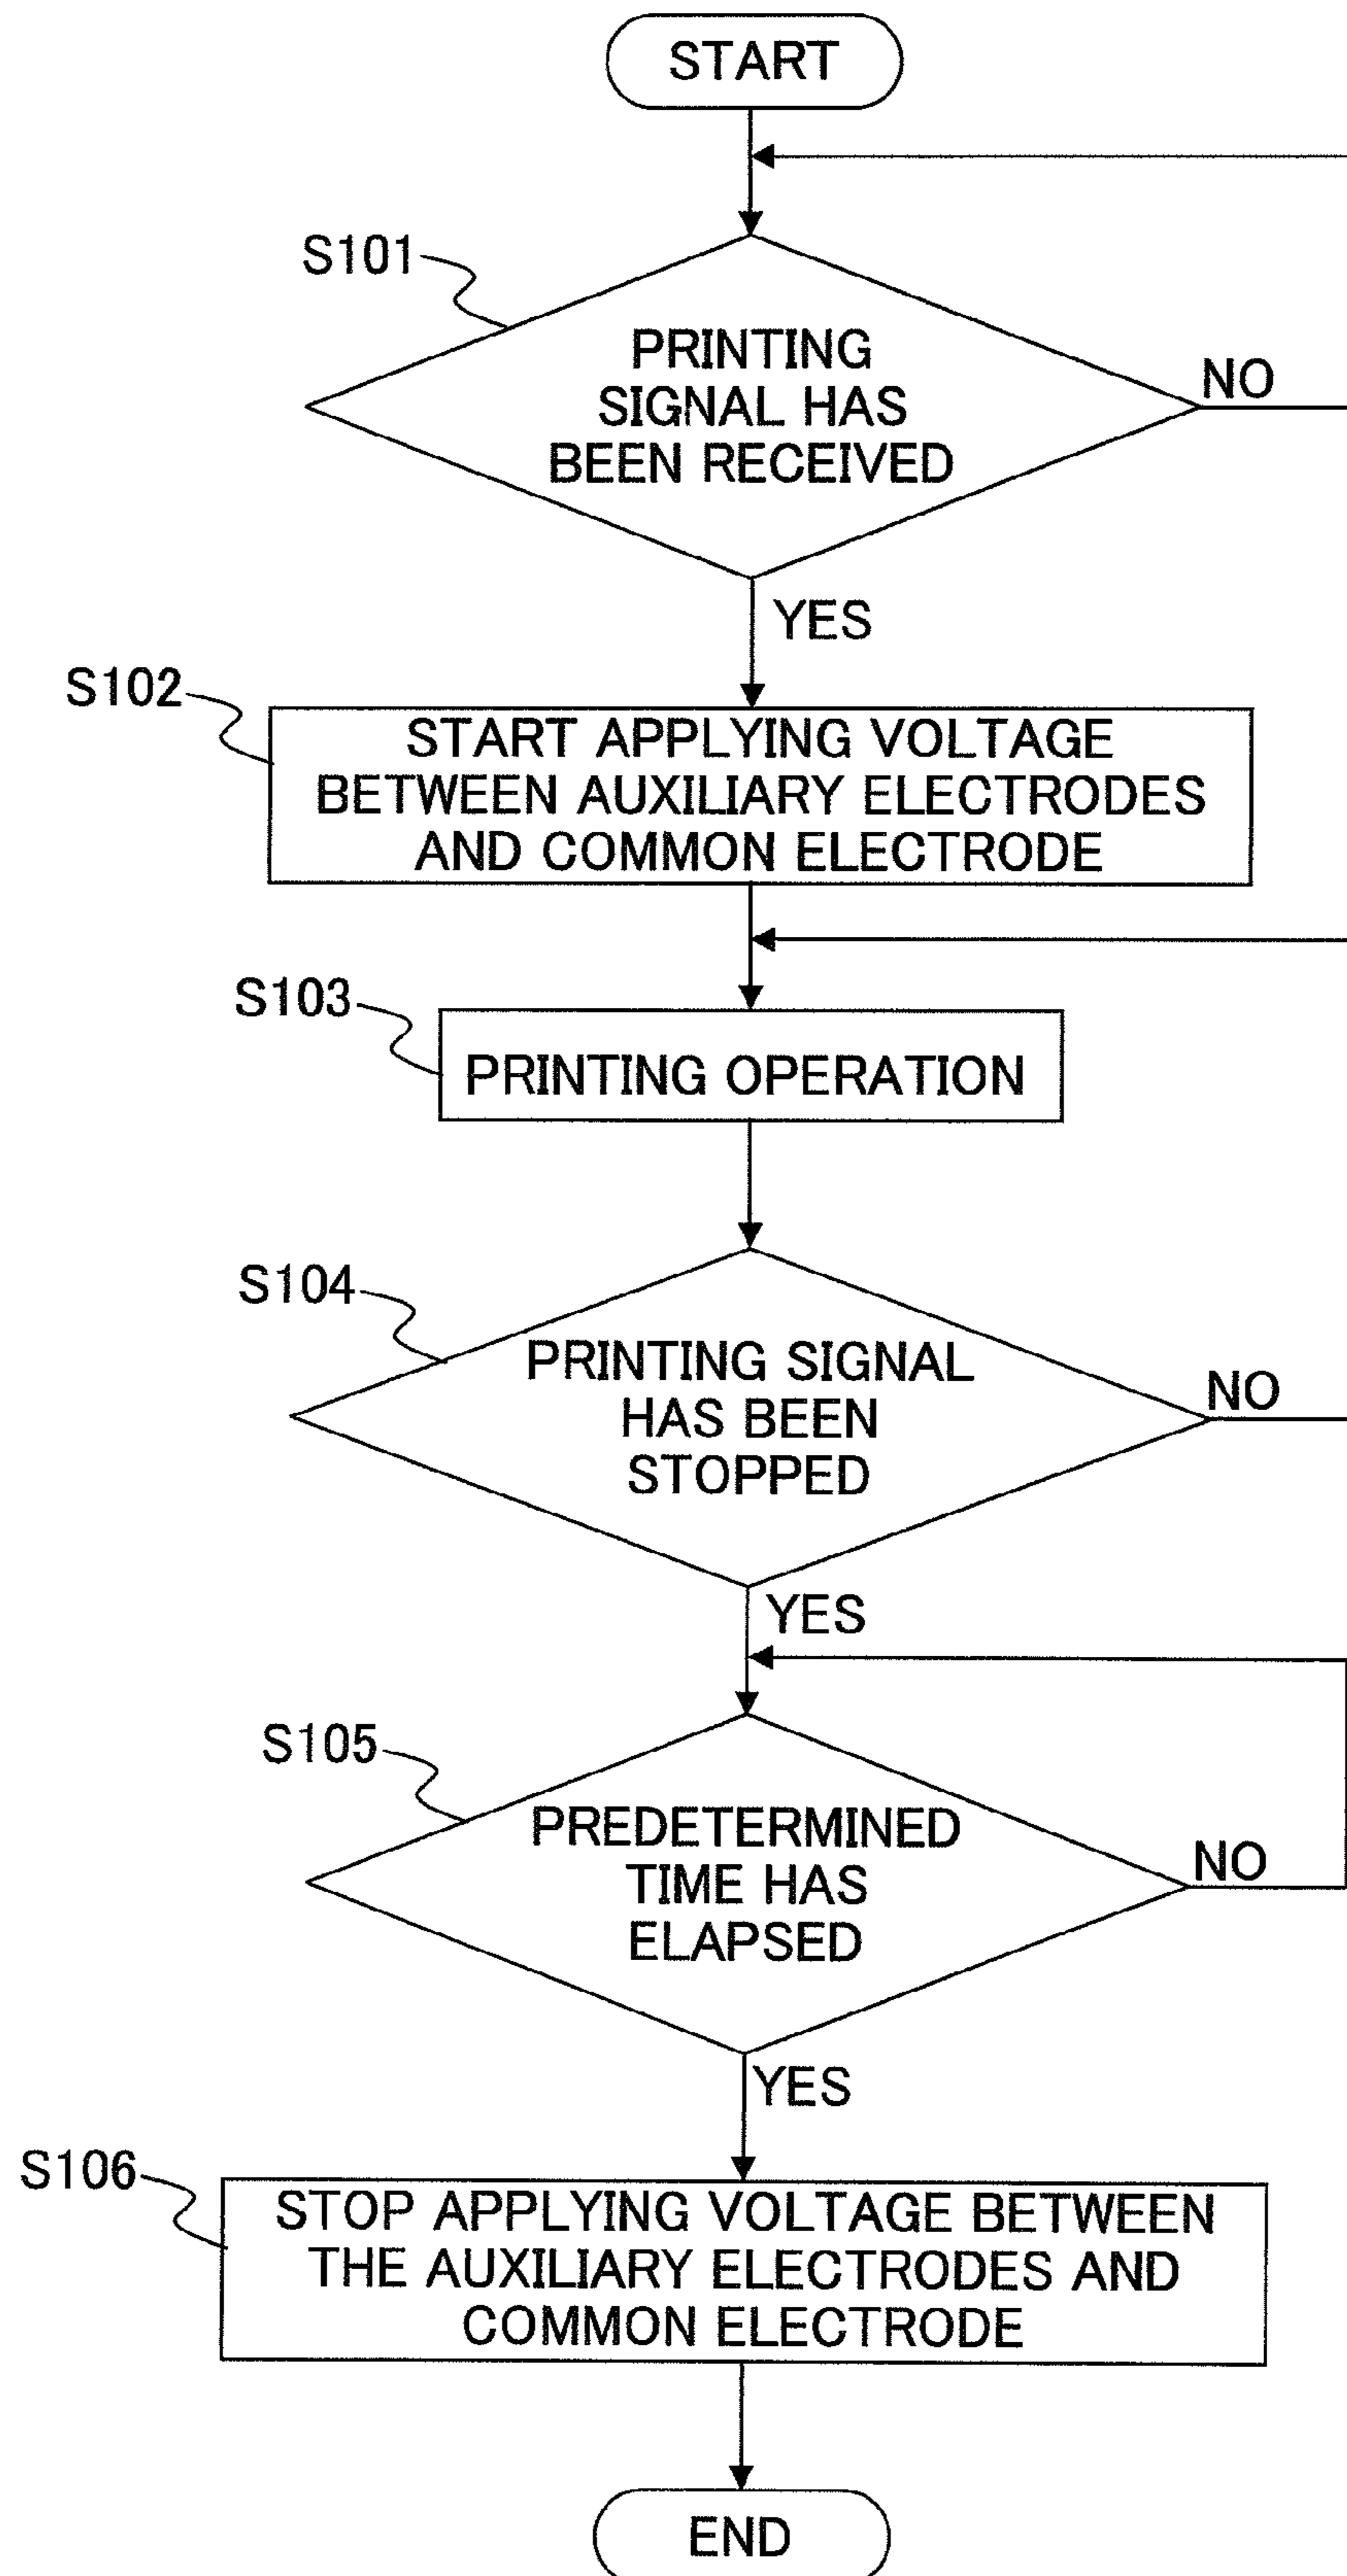 START
S101
PRINTING
SIGNAL HAS
BEEN RECEIVED
NO
YES
S102
START APPLYING VOLTAGE
BETWEEN AUXILIARY ELECTRODES
AND COMMON ELECTRODE
S103
PRINTING OPERATION
S104
PRINTING SIGNAL
HAS BEEN
STOPPED
NO
YES
S105
PREDETERMINED
TIME HAS
ELAPSED
NO
YES
S106
STOP APPLYING VOLTAGE BETWEEN
THE AUXILIARY ELECTRODES AND
COMMON ELECTRODE
END